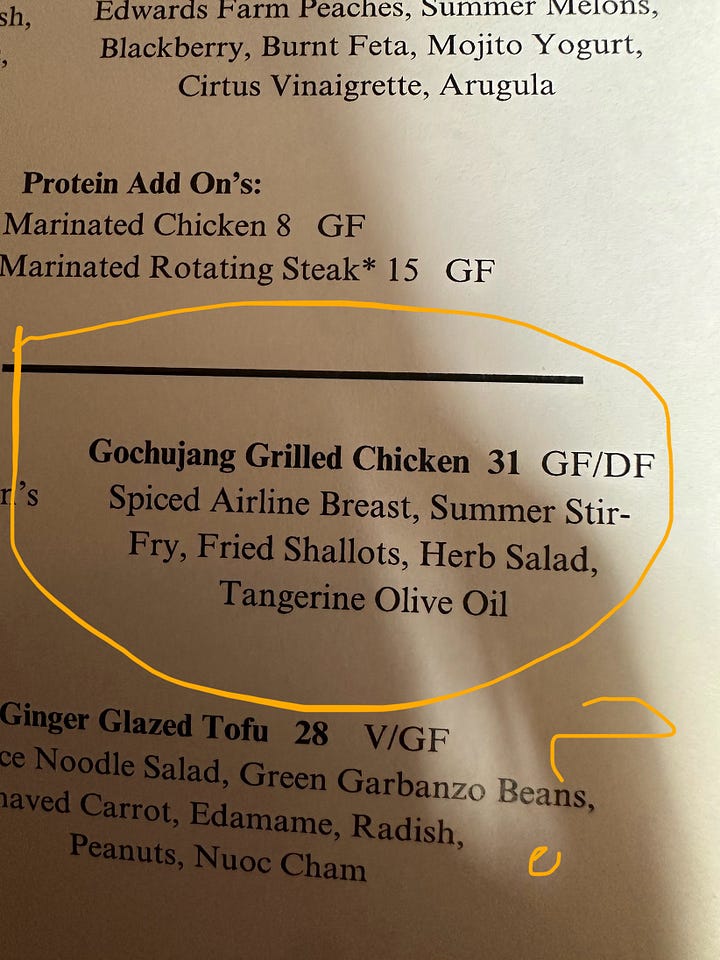 sh,
Edwards Farm Peaches, Summer Melons,
Blackberry, Burnt Feta, Mojito Yogurt,
Cirtus Vinaigrette, Arugula
Protein Add On's:
Marinated Chicken 8 GF
Marinated Rotating Steak* 15 GF
Gochujang Grilled Chicken 31 GF/DF
n's
Spiced Airline Breast, Summer Stir-
Fry, Fried Shallots, Herb Salad,
Tangerine Olive Oil
Ginger Glazed Tofu 28 V/GF
ce Noodle Salad, Green Garbanzo Beans,
haved Carrot, Edamame, Radish,
Peanuts, Nuoc Cham